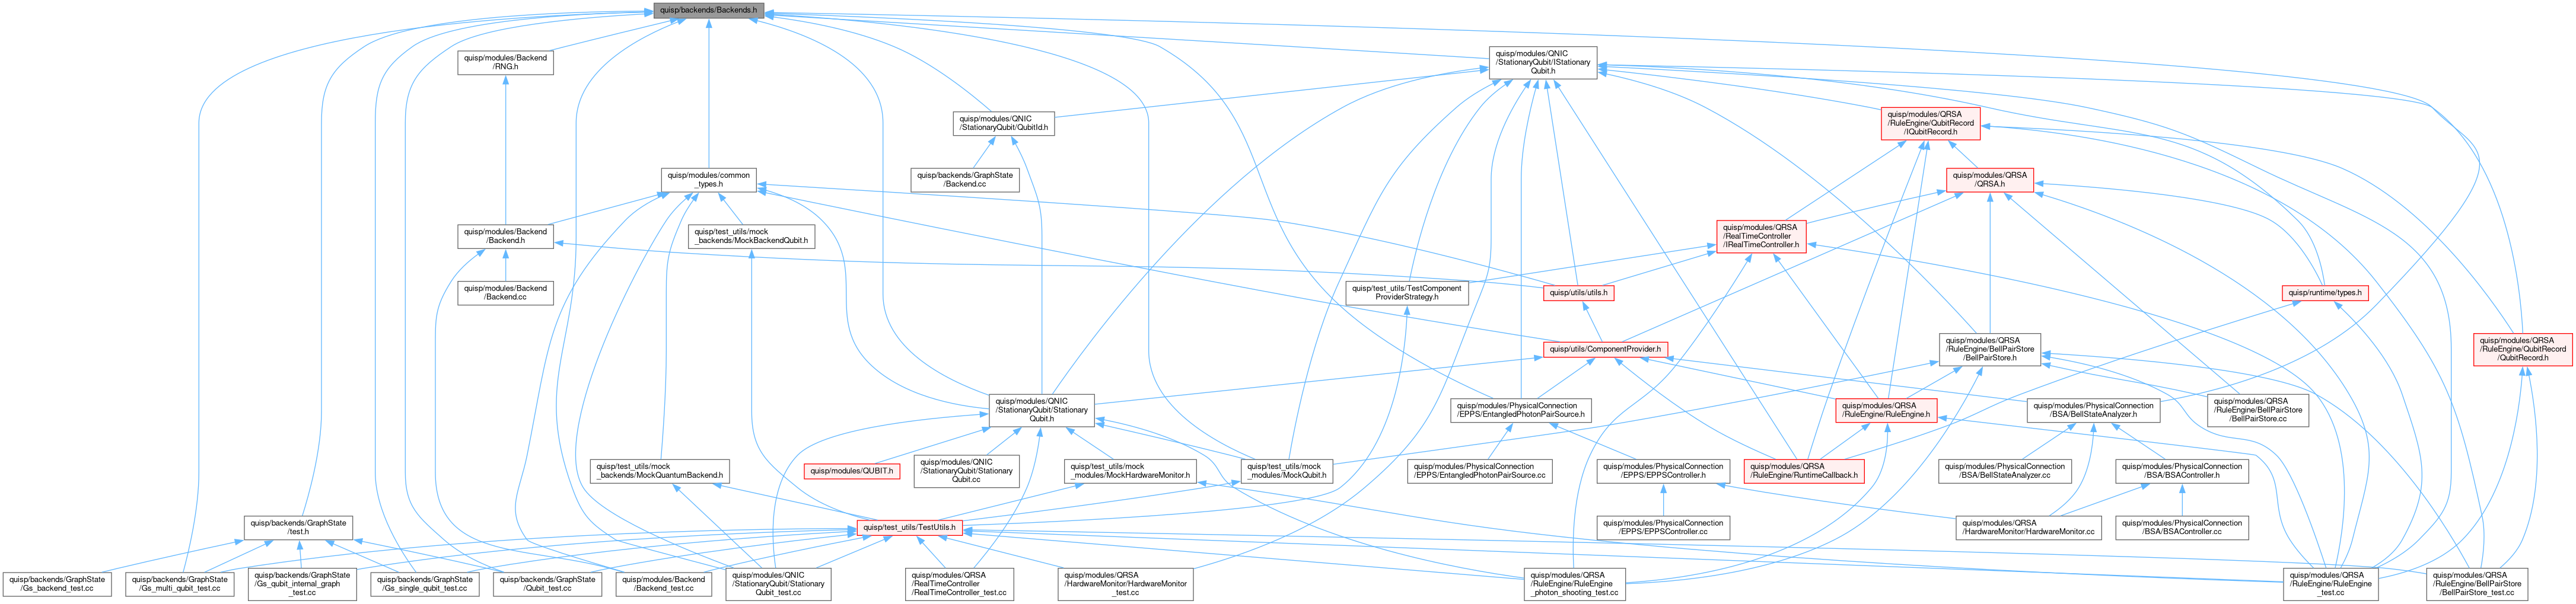 quisp/backends/Backends.h
quisp/modules/Backend
/RNG.h
quisp/modules/QNIC
/StationaryQubit/IStationary
Qubit.h
quisp/modules/QNIC
/StationaryQubit/QubitId.h
quisp/modules/QRSA
/RuleEngine/QubitRecord
/IQubitRecord.h
quisp/modules/common
_types.h
quisp/backends/GraphState
/Backend.cc
quisp/modules/QRSA
/QRSA.h
quisp/modules/Backend
/Backend.h
quisp/test_utils/mock
_backends/MockBackendQubit.h
quisp/modules/QRSA
/RealTimeController
/IRealTimeController.h
quisp/modules/Backend
/Backend.cc
quisp/test_utils/TestComponent
ProviderStrategy.h
quisp/utils/utils.h
quisp/runtime/types.h
quisp/utils/ComponentProvider.h
quisp/modules/QRSA
/RuleEngine/BellPairStore
/BellPairStore.h
quisp/modules/QRSA
/RuleEngine/QubitRecord
/QubitRecord.h
quisp/modules/QNIC
/StationaryQubit/Stationary
Qubit.h
quisp/modules/PhysicalConnection
/EPPS/EntangledPhotonPairSource.h
quisp/modules/QRSA
/RuleEngine/RuleEngine.h
quisp/modules/PhysicalConnection
/BSA/BellStateAnalyzer.h
quisp/modules/QRSA
/RuleEngine/BellPairStore
/BellPairStore.cc
quisp/test_utils/mock
_backends/MockQuantumBackend.h
quisp/modules/QUBIT.h
quisp/modules/QNIC
/StationaryQubit/Stationary
Qubit.cc
quisp/test_utils/mock
_modules/MockHardwareMonitor.h
quisp/test_utils/mock
_modules/MockQubit.h
quisp/modules/PhysicalConnection
/EPPS/EntangledPhotonPairSource.cc
quisp/modules/PhysicalConnection
/EPPS/EPPSController.h
quisp/modules/QRSA
/RuleEngine/RuntimeCallback.h
quisp/modules/PhysicalConnection
/BSA/BellStateAnalyzer.cc
quisp/modules/PhysicalConnection
/BSA/BSAController.h
quisp/backends/GraphState
/test.h
quisp/test_utils/TestUtils.h
quisp/modules/PhysicalConnection
/EPPS/EPPSController.cc
quisp/modules/QRSA
/HardwareMonitor/HardwareMonitor.cc
quisp/modules/PhysicalConnection
/BSA/BSAController.cc
quisp/backends/GraphState
/Gs_backend_test.cc
quisp/backends/GraphState
/Gs_multi_qubit_test.cc
quisp/backends/GraphState
/Gs_qubit_internal_graph
_test.cc
quisp/backends/GraphState
/Gs_single_qubit_test.cc
quisp/backends/GraphState
/Qubit_test.cc
quisp/modules/Backend
/Backend_test.cc
quisp/modules/QNIC
/StationaryQubit/Stationary
Qubit_test.cc
quisp/modules/QRSA
/RealTimeController
/RealTimeController_test.cc
quisp/modules/QRSA
/HardwareMonitor/HardwareMonitor
_test.cc
quisp/modules/QRSA
/RuleEngine/RuleEngine
_photon_shooting_test.cc
quisp/modules/QRSA
/RuleEngine/RuleEngine
_test.cc
quisp/modules/QRSA
/RuleEngine/BellPairStore
/BellPairStore_test.cc